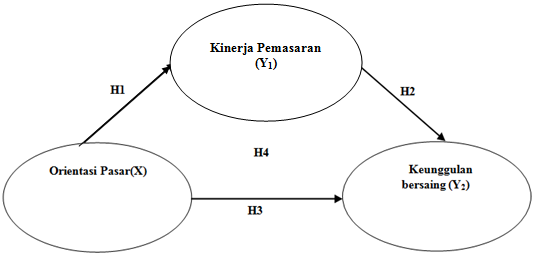 Kinerja Pemasaran
(Y₁)
H1
H2
H4
Orientasi Pasar(X)
Keunggulan
bersaing (Y₂)
H3